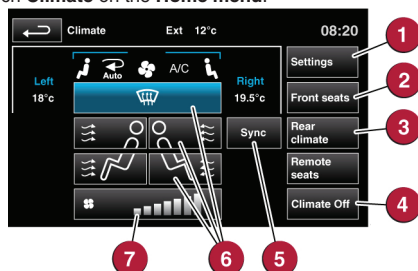 on Climate on the Home menu.
Climate Ext 12°c 08:20
Auto A/C
Left Right
18°c 19.5°c
Settings
Front seats
Sync
Rear
climate
Remote
seats
Climate Off
1
2
3
4
5
6
7